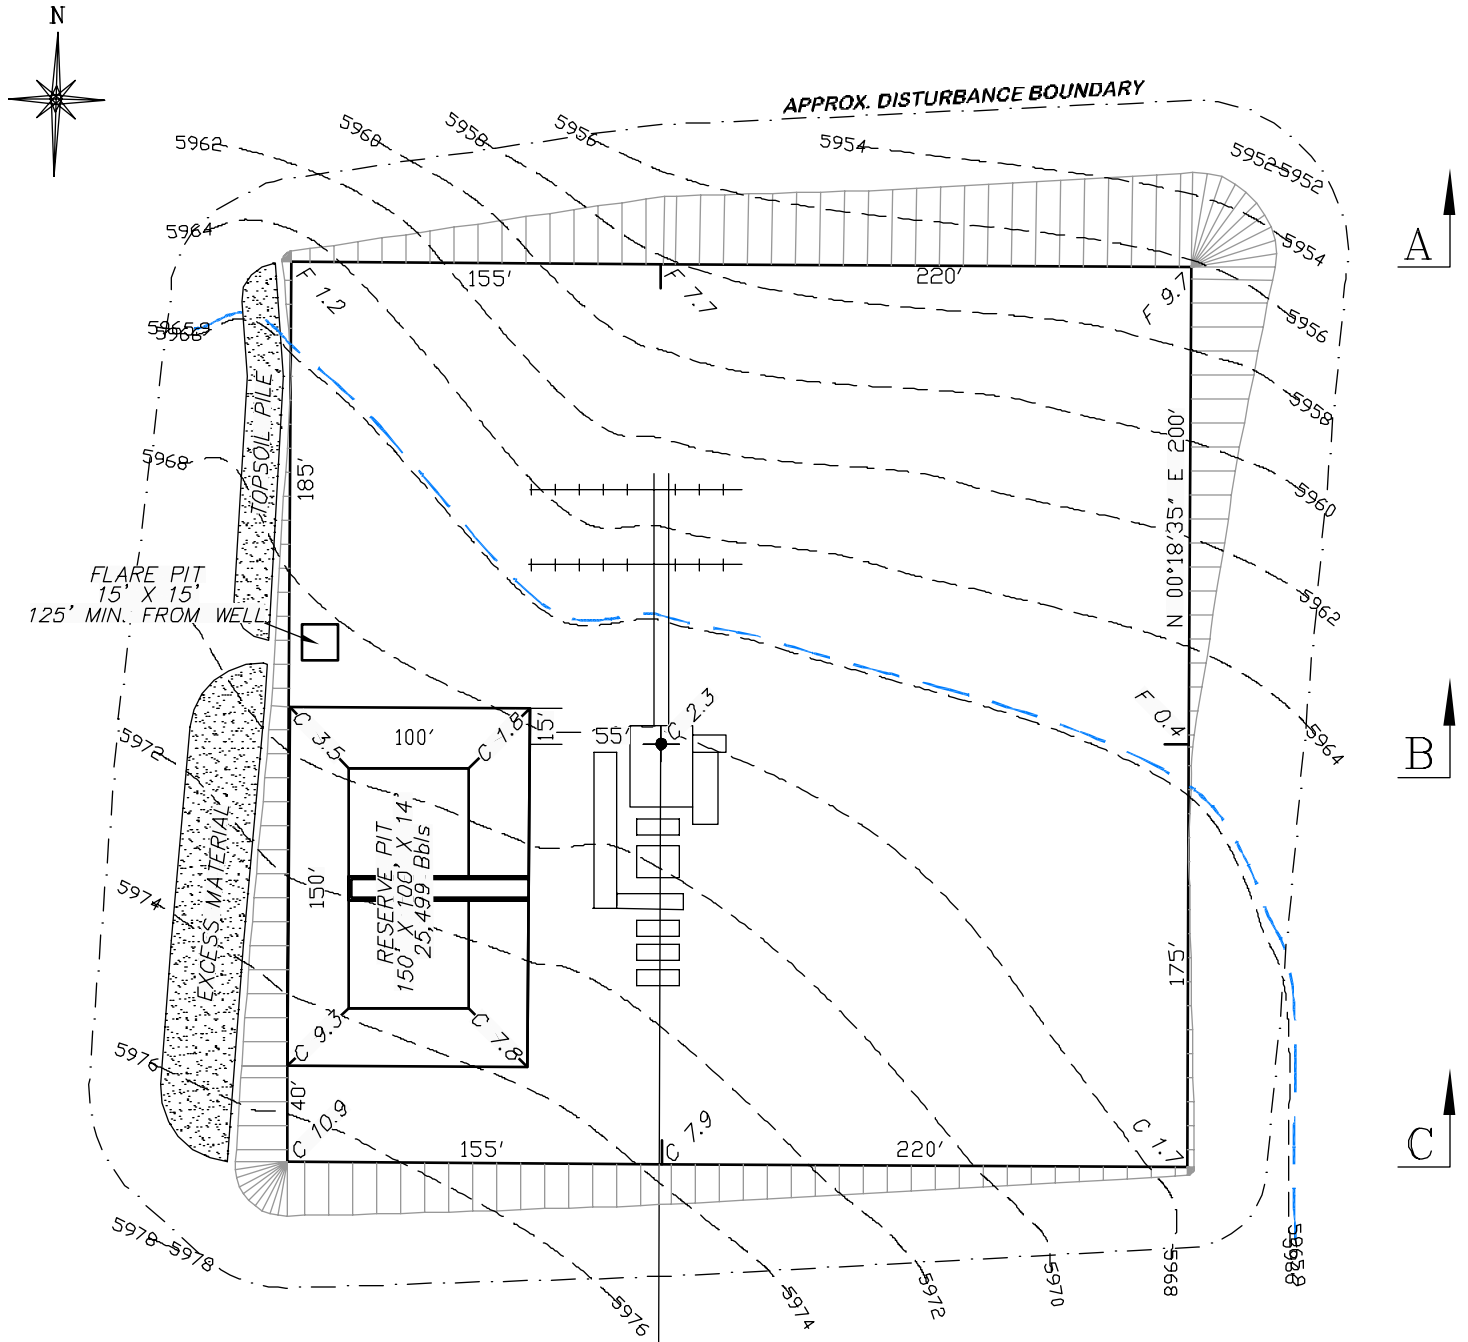 N
APPROX. DISTURBANCE BOUNDARY
5962
5960
5958
5956
5954
5952
5952
5964
5954
A
155'
220'
F 1.2
F 7.7
F 9.7
5956
5966
TOPSOIL PILE
185'
5958
N 00°18'35" E 200'
5968
5960
FLARE PIT
15' X 15'
125' MIN. FROM WELL
5962
C 3.5
100'
C 1.8
15'
55'
C 2.3
F 0.4
5964
B
5972
EXCESS MATERIAL
150'
RESERVE PIT
150' X 100' X 14'
25,499 Bbls
5974
175'
C 9.3
C 7.8
5976
40'
C 10.9
155'
C 7.9
220'
C 1.7
C
5978
5978
5976
5974
5972
5970
5968